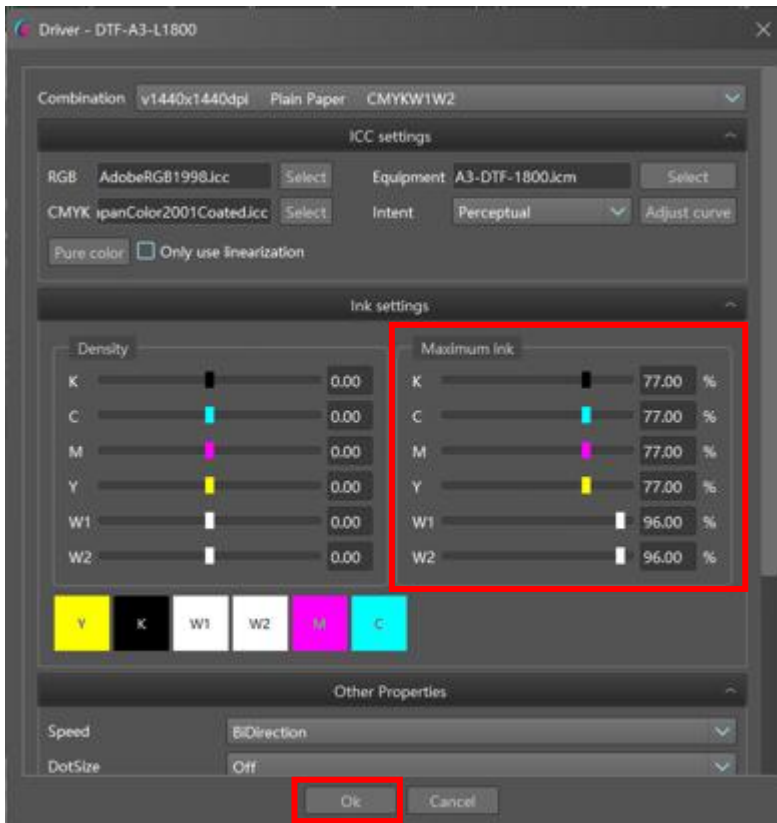 Driver - DTF-A3-L1800
Combination v1440x1440dpi Plain Paper CMYKW1W2
ICC settings
RGB AdobeRGB1998.icc Select Equipment A3-DTF-1800.icm Select
CMYK apanColor2001Coated.icc Select Intent Perceptual Adjust curve
Pure color Only use linearization
Ink settings
Density Maximum ink
K 0.00 K 77.00 %
C 0.00 C 77.00 %
M 0.00 M 77.00 %
Y 0.00 Y 77.00 %
W1 0.00 W1 96.00 %
W2 0.00 W2 96.00 %
Y K W1 W2 M C
Other Properties
Speed BiDirection
DotSize Off
Ok Cancel